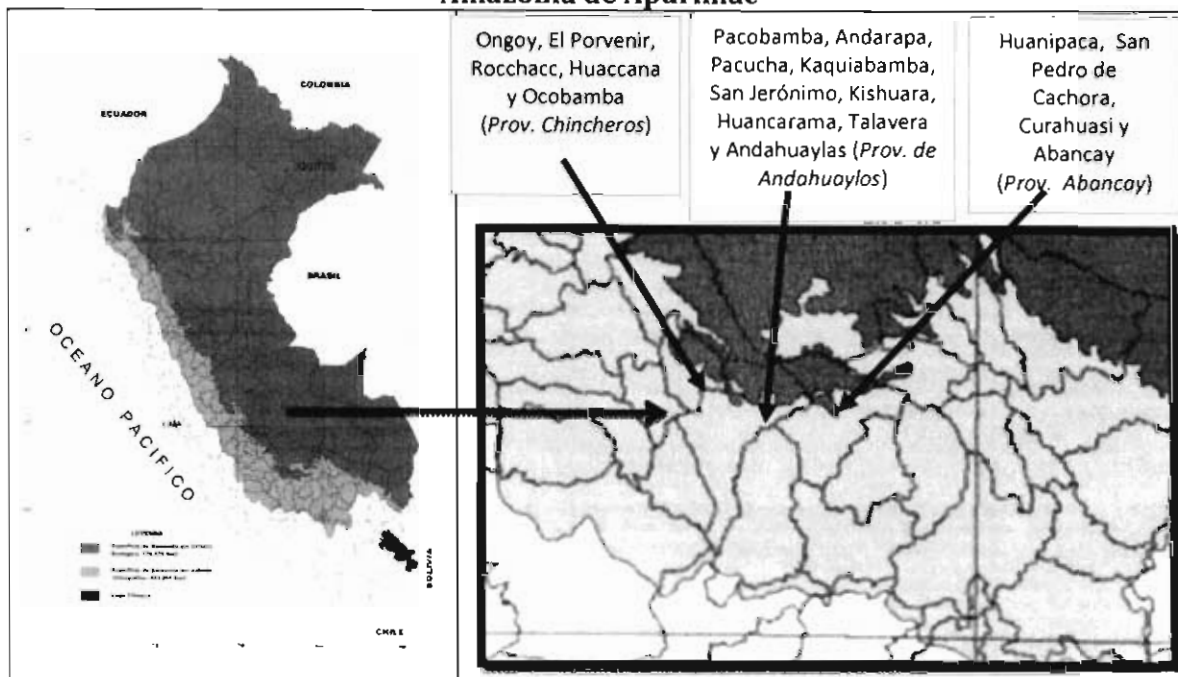 Amazonía de Apurímac
Ongoy, El Porvenir,
Rocchacc, Huaccana
y Ocobamba
(Prov. Chincheros)
Pacobamba, Andarapa,
Pacucha, Kaquiabamba,
San Jerónimo, Kishuara,
Huancarama, Talavera
y Andahuaylas (Prov. de
Andahuaylos)
Huanipaca, San
Pedro de
Cachora,
Curahuasi y
Abancay
(Prov. Abancay)
COLOMBIA
ECUADOR
BRASIL
OCEANO PACIFICO
LIMA
LEYENDA
BOLIVIA
CHILE